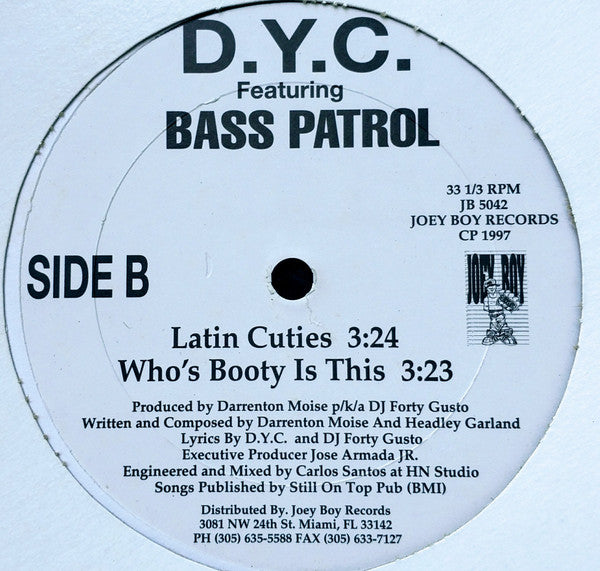 D.Y.C.
Featuring
BASS PATROL
33 1/3 RPM
JB 5042
JOEY BOY RECORDS
CP 1997
SIDE B
JOEY BOY
Latin Cuties 3:24
Who's Booty Is This 3:23
Produced by Darrenton Moise p/k/a DJ Forty Gusto
Written and Composed by Darrenton Moise And Headley Garland
Lyrics By D.Y.C. and DJ Forty Gusto
Executive Producer Jose Armada JR.
Engineered and Mixed by Carlos Santos at HN Studio
Songs Published by Still On Top Pub (BMI)
Distributed By. Joey Boy Records
3081 NW 24th St. Miami, FL 33142
PH (305) 635-5588 FAX (305) 633-7127